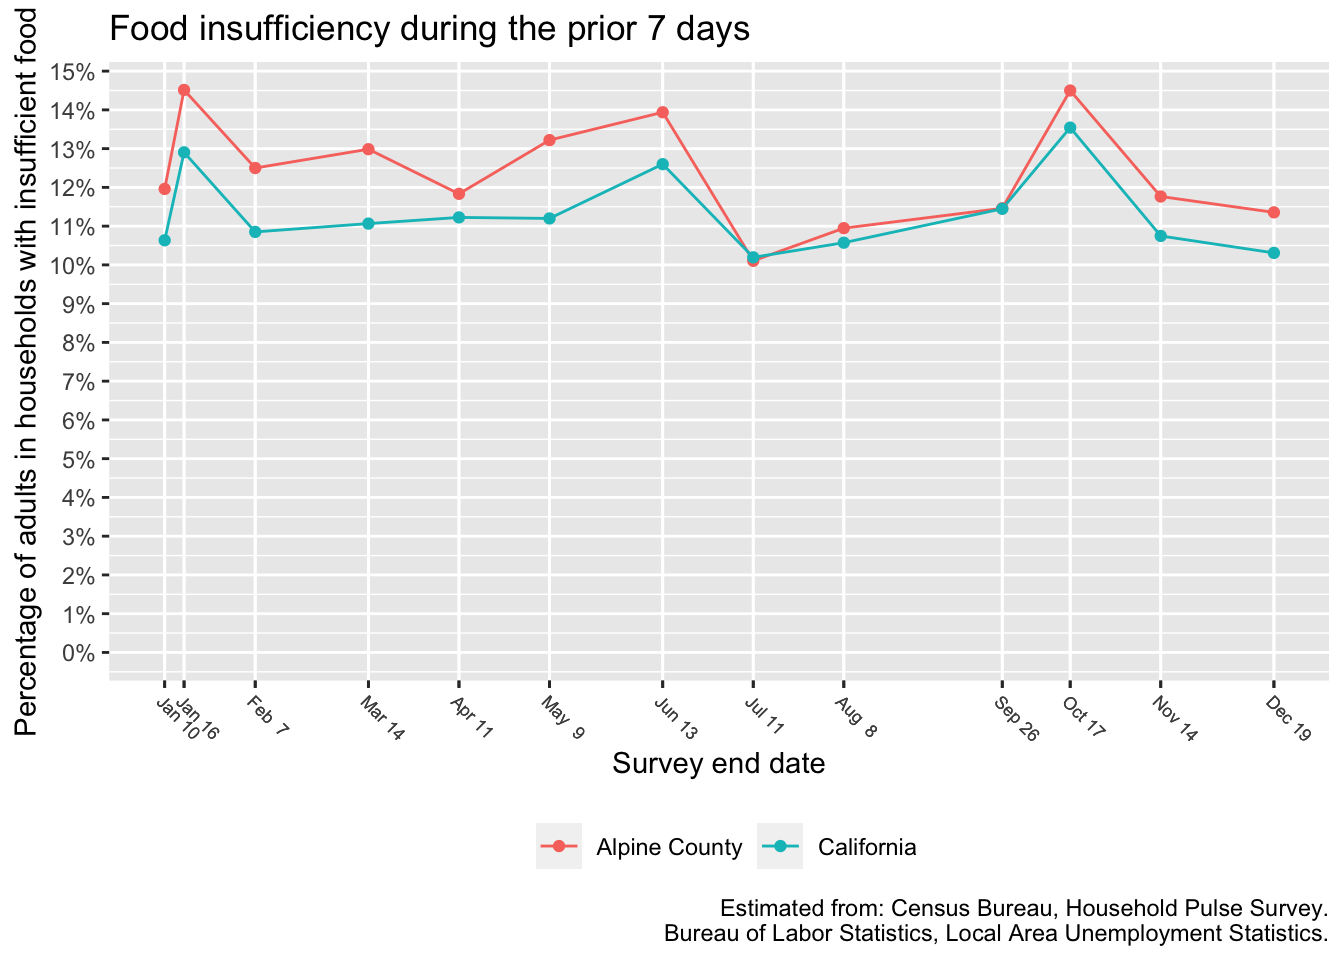 Food insufficiency during the prior 7 days
Percentage of adults in households with insufficient food
15%
14%
13%
12%
11%
10%
9%
8%
7%
6%
5%
4%
3%
2%
1%
0%
Jan 10
Jan 16
Feb 7
Mar 14
Apr 11
May 9
Jun 13
Jul 11
Aug 8
Sep 26
Oct 17
Nov 14
Dec 19
Survey end date
Alpine County
California
Estimated from: Census Bureau, Household Pulse Survey.
Bureau of Labor Statistics, Local Area Unemployment Statistics.